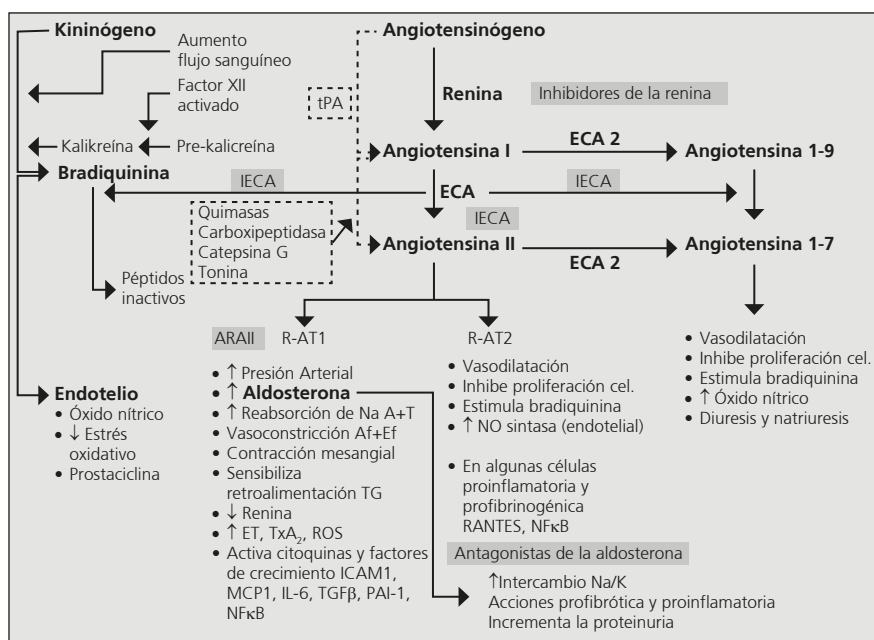 Kininógeno
Angiotensinógeno
Aumento
flujo sanguíneo
Factor XII
activado
tPA
Renina
Inhibidores de la renina
Kalikreína
Pre-kalicreína
Angiotensina I
ECA 2
Angiotensina 1-9
Bradiquinina
IECA
ECA
IECA
Quimasas
Carboxipeptidasa
Catepsina G
Tonina
IECA
Angiotensina II
ECA 2
Angiotensina 1-7
Péptidos
inactivos
ARAII
R-AT1
R-AT2
Endotelio
• Óxido nítrico
• ↓ Estrés
oxidativo
• Prostaciclina
• ↑ Presión Arterial
• ↑ Aldosterona
• ↑ Reabsorción de Na A+T
• Vasoconstricción Af+Ef
• Contracción mesangial
• Sensibiliza
retroalimentación TG
• ↓ Renina
• ↑ ET, TxA2, ROS
• Activa citoquinas y factores
de crecimiento ICAM1,
MCP1, IL-6, TGFβ, PAI-1,
NFκB
• Vasodilatación
• Inhibe proliferación cel.
• Estimula bradiquinina
• ↑ NO sintasa (endotelial)
• En algunas células
proinflamatoria y
profibrinogénica
RANTES, NFκB
• Vasodilatación
• Inhibe proliferación cel.
• Estimula bradiquinina
• ↑ Óxido nítrico
• Diuresis y natriuresis
Antagonistas de la aldosterona
↑Intercambio Na/K
Acciones profibrótica y proinflamatoria
Incrementa la proteinuria